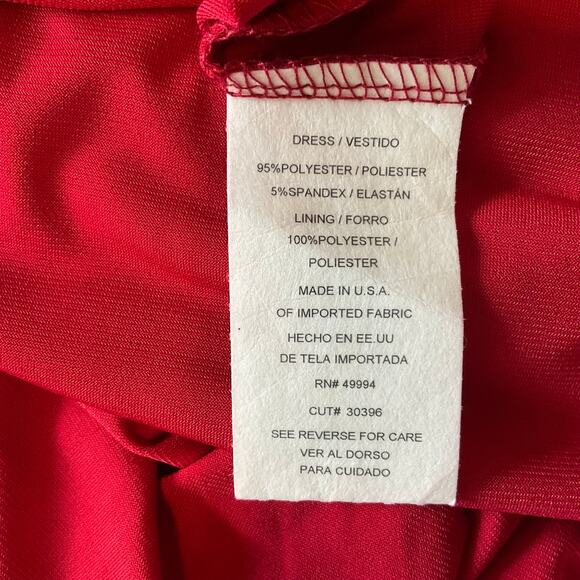 DRESS / VESTIDO
95%POLYESTER / POLIESTER
5%SPANDEX / ELASTÁN
LINING / FORRO
100%POLYESTER /
POLIESTER
MADE IN U.S.A.
OF IMPORTED FABRIC
HECHO EN EE.UU
DE TELA IMPORTADA
RN# 49994
CUT# 30396
SEE REVERSE FOR CARE
VER AL DORSO
PARA CUIDADO